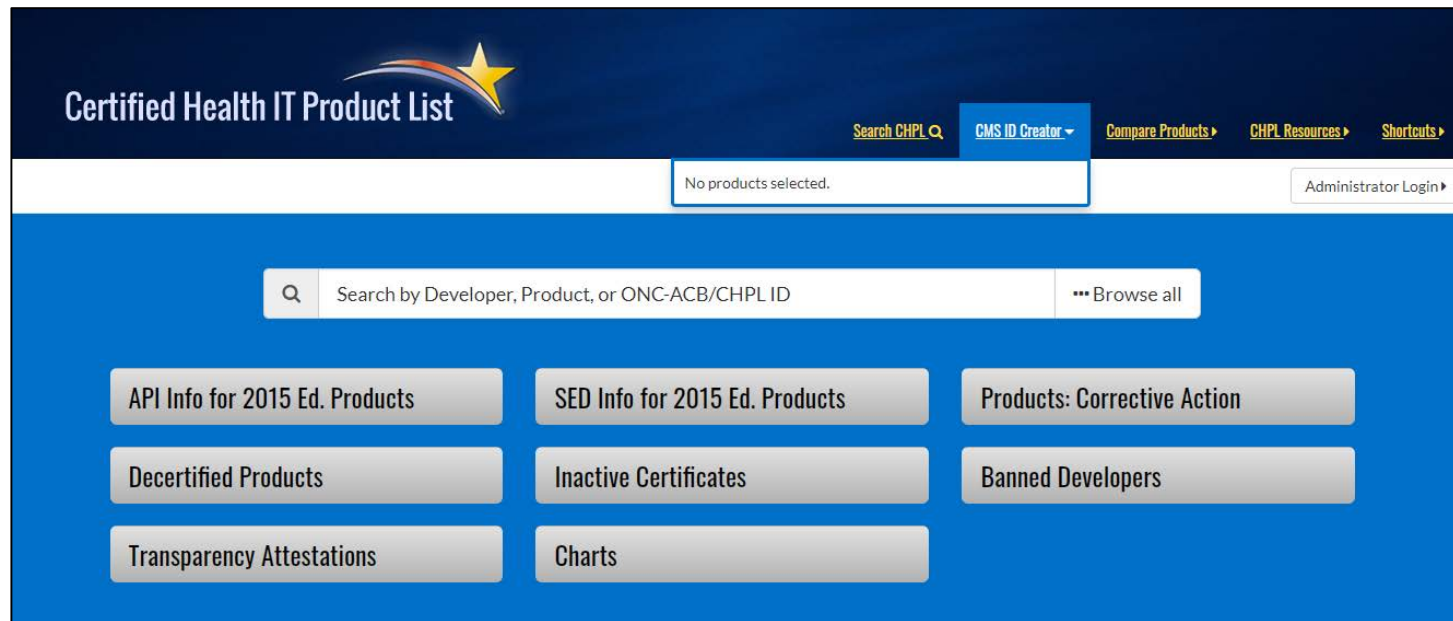 Certified Health IT Product List
Search CHPL
CMS ID Creator
Compare Products
CHPL Resources
Shortcuts
No products selected.
Administrator Login
Search by Developer, Product, or ONC-ACB/CHPL ID
Browse all
API Info for 2015 Ed. Products
SED Info for 2015 Ed. Products
Products: Corrective Action
Decertified Products
Inactive Certificates
Banned Developers
Transparency Attestations
Charts